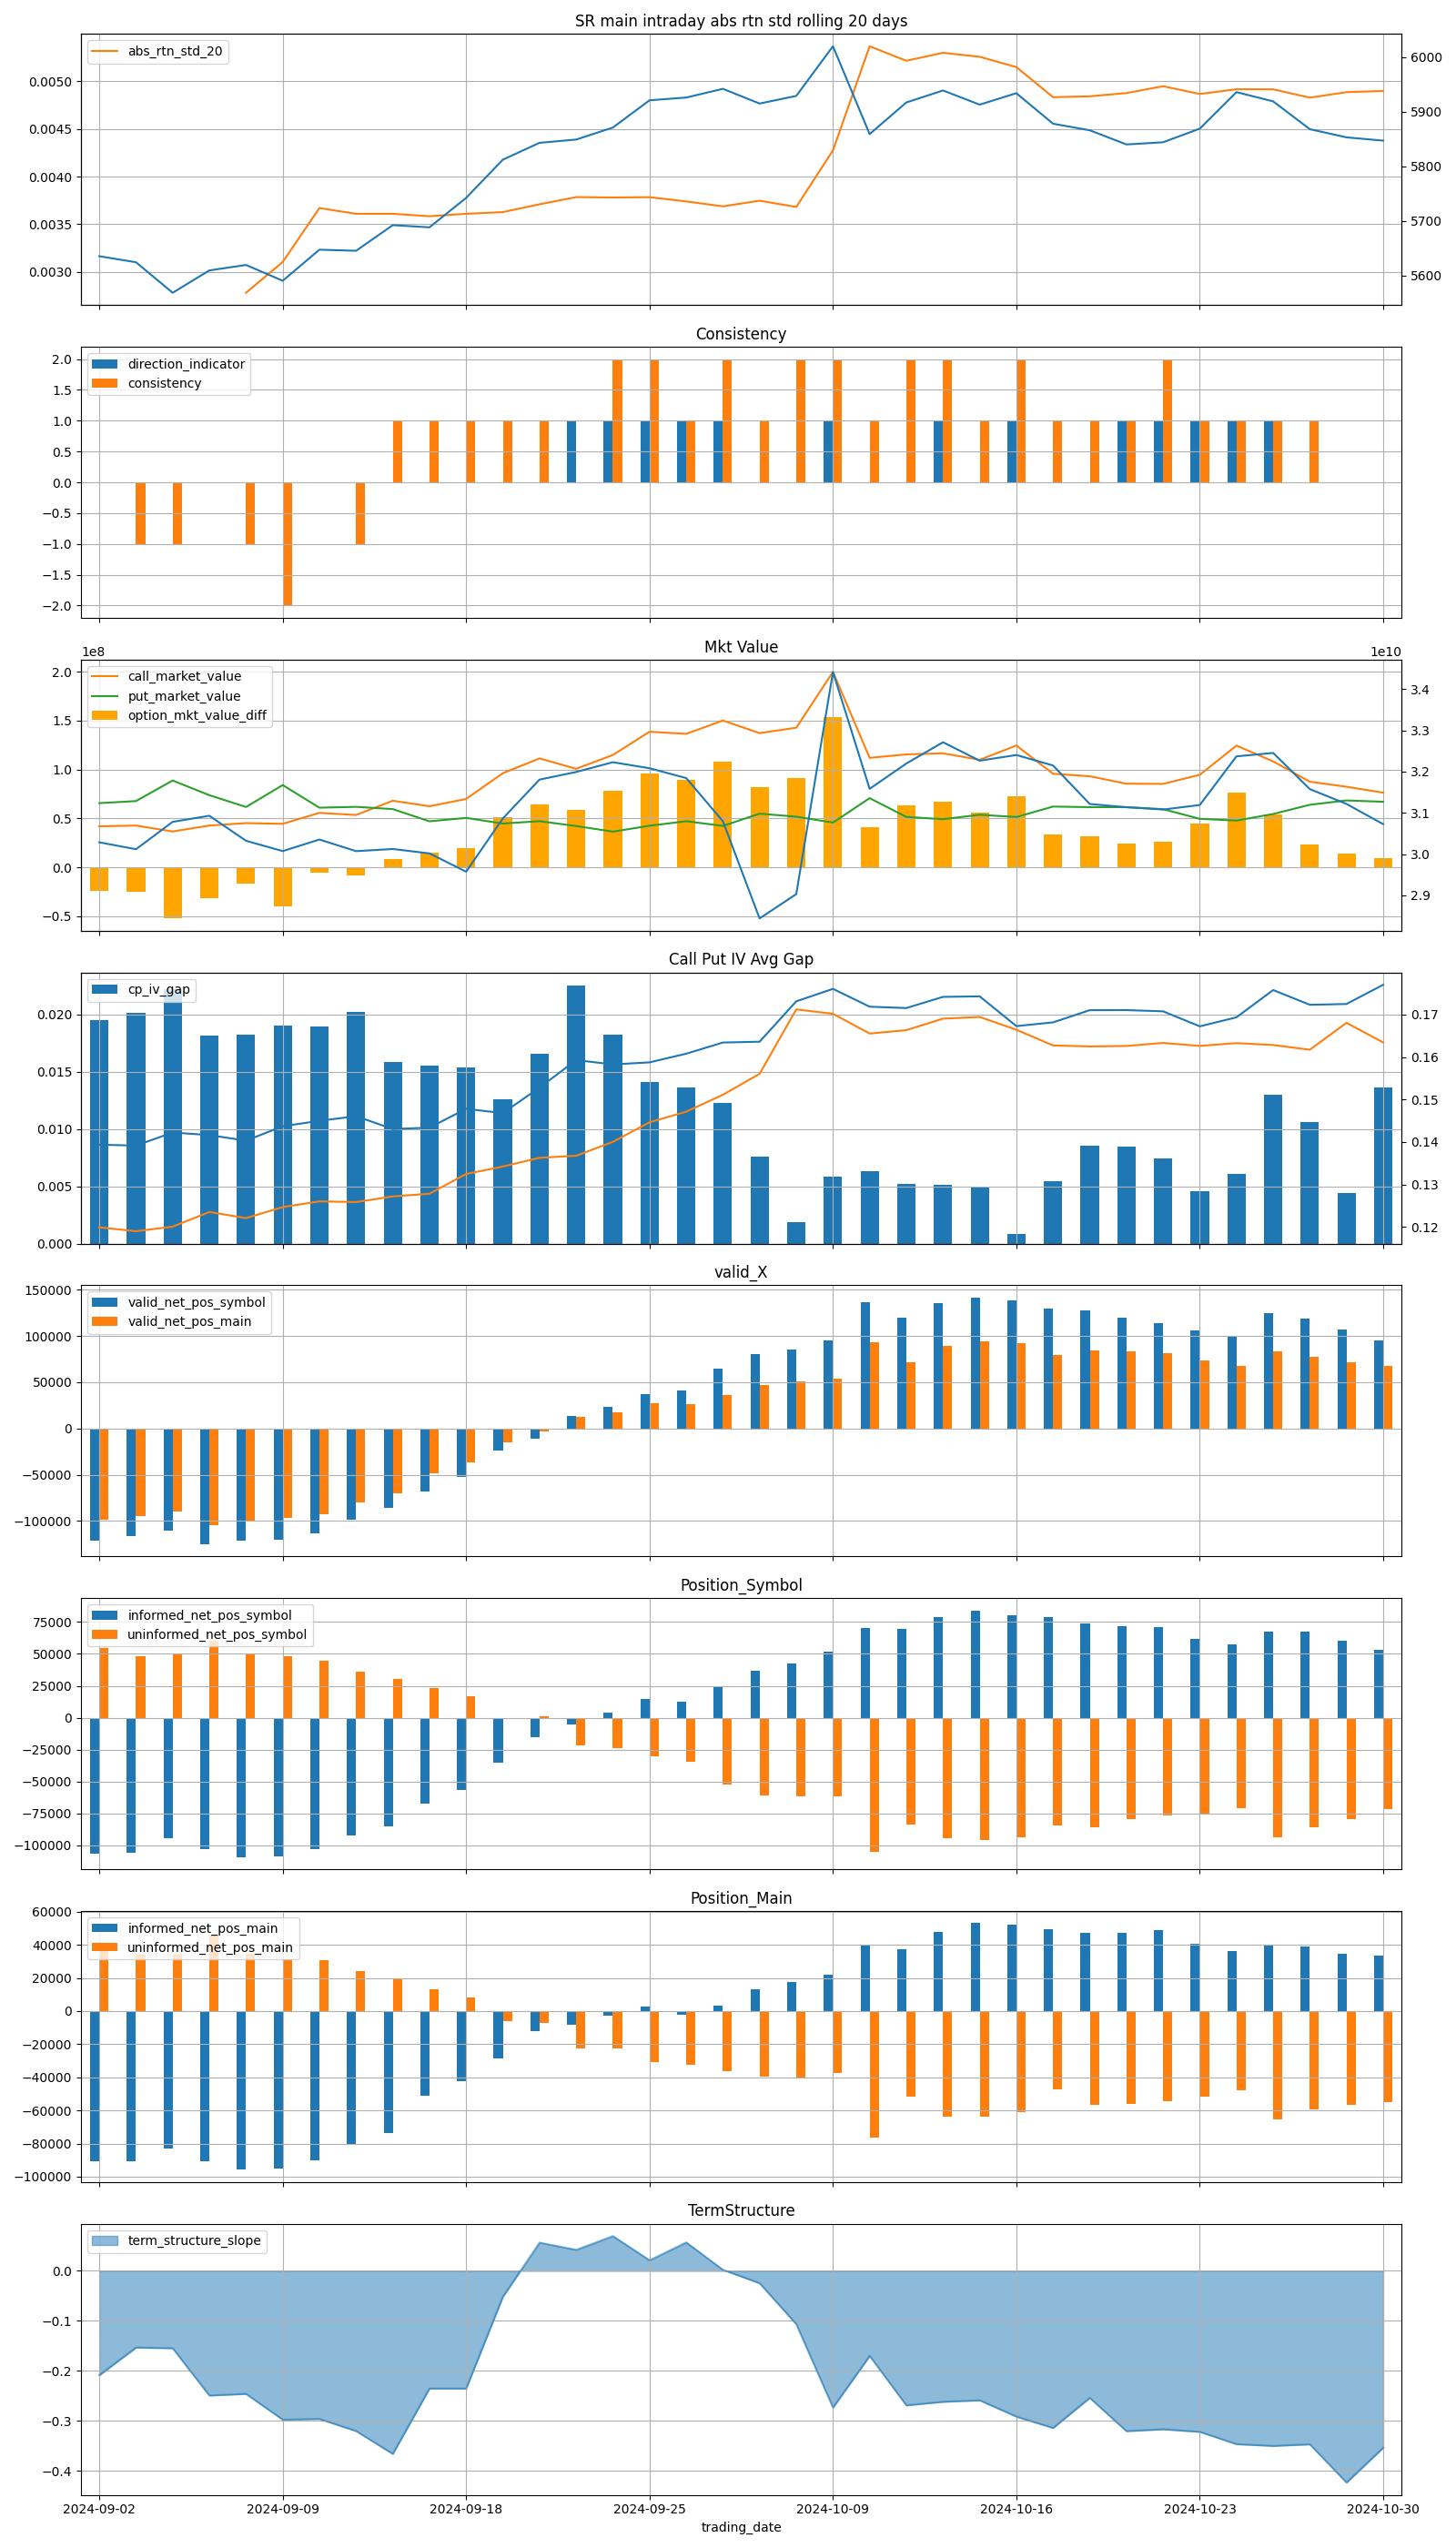 SR main intraday abs rtn std rolling 20 days
abs_rtn_std_20
0.0050
0.0045
0.0040
0.0035
0.0030
6000
5900
5800
5700
5600
Consistency
direction_indicator
consistency
2.0
1.5
1.0
0.5
0.0
−0.5
−1.0
−1.5
−2.0
Mkt Value
1e8
1e10
call_market_value
put_market_value
option_mkt_value_diff
2.0
1.5
1.0
0.5
0.0
−0.5
3.4
3.3
3.2
3.1
3.0
2.9
Call Put IV Avg Gap
cp_iv_gap
0.020
0.015
0.010
0.005
0.000
0.17
0.16
0.15
0.14
0.13
0.12
valid_X
valid_net_pos_symbol
valid_net_pos_main
150000
100000
50000
0
−50000
−100000
Position_Symbol
informed_net_pos_symbol
uninformed_net_pos_symbol
75000
50000
25000
0
−25000
−50000
−75000
−100000
Position_Main
informed_net_pos_main
uninformed_net_pos_main
60000
40000
20000
0
−20000
−40000
−60000
−80000
−100000
TermStructure
term_structure_slope
0.0
−0.1
−0.2
−0.3
−0.4
2024-09-02 2024-09-09 2024-09-18 2024-09-25 2024-10-09 2024-10-16 2024-10-23 2024-10-30
trading_date